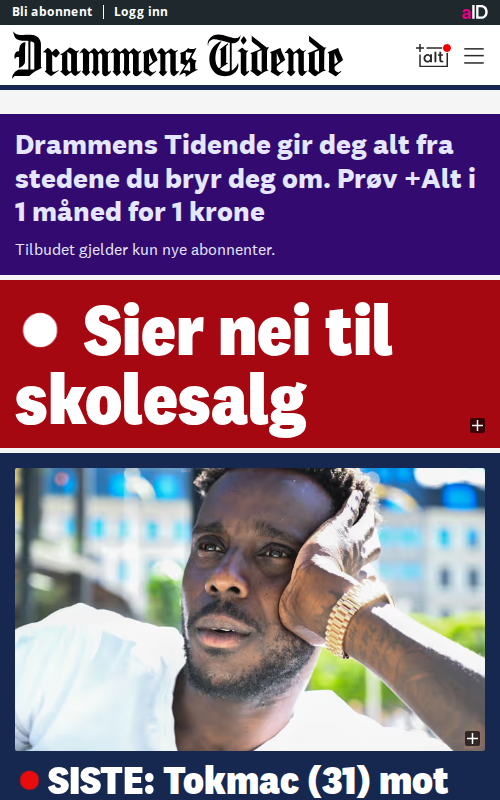 Bli abonnent | Logg inn
aID
Drammens Tidende
+alt
Drammens Tidende gir deg alt fra
stedene du bryr deg om. Prøv +Alt i
1 måned for 1 krone
Tilbudet gjelder kun nye abonnenter.
Sier nei til
skolesalg
SISTE: Tokmac (31) mot